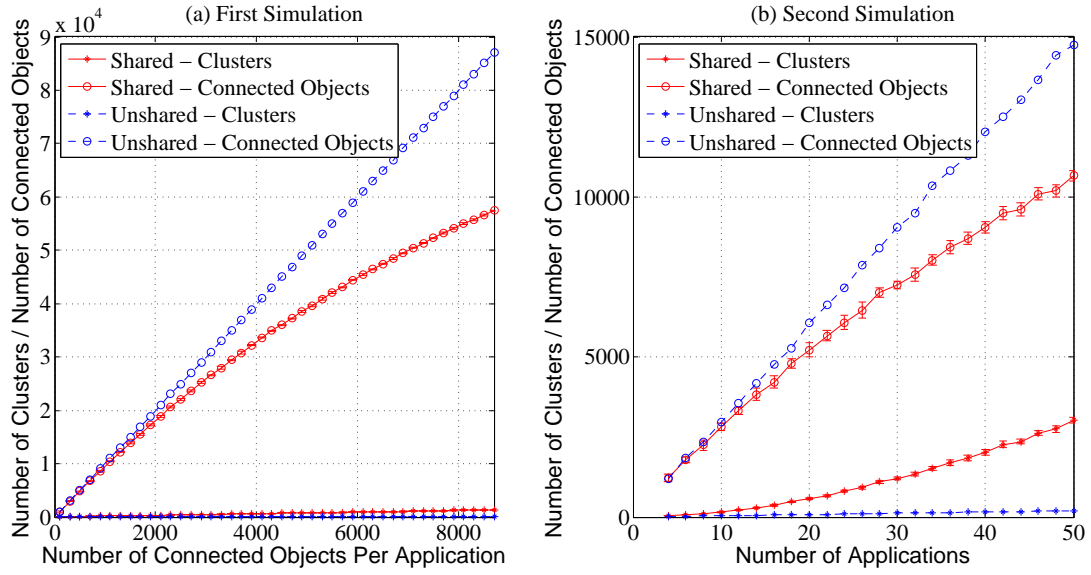 (a) First Simulation
x 10^4
9
8
7
6
5
4
3
2
1
0
0
2000
4000
6000
8000
Number of Clusters / Number of Connected Objects
Number of Connected Objects Per Application
Shared – Clusters
Shared – Connected Objects
Unshared – Clusters
Unshared – Connected Objects
(b) Second Simulation
15000
10000
5000
0
0
10
20
30
40
50
Number of Clusters / Number of Connected Objects
Number of Applications
Shared – Clusters
Shared – Connected Objects
Unshared – Clusters
Unshared – Connected Objects